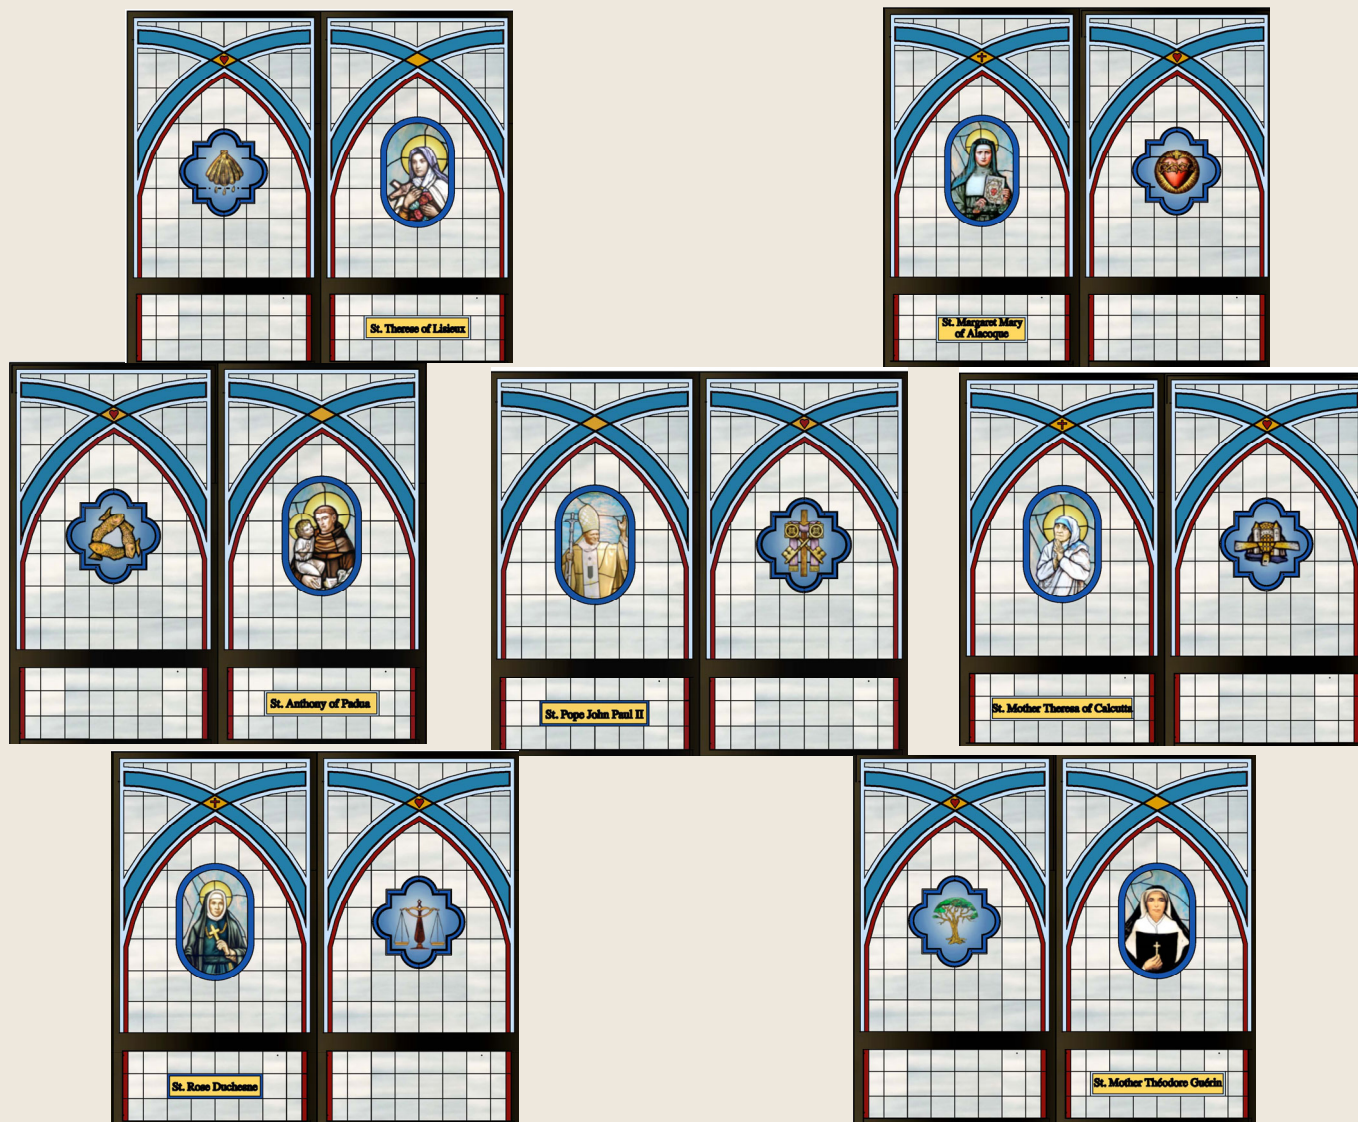 St. Therese of Lisieux
St. Margaret Mary
of Alacoque
St. Anthony of Padua
St. Pope John Paul II
St. Mother Theresa of Calcutta
St. Rose Duchesne
St. Mother Théodore Guérin